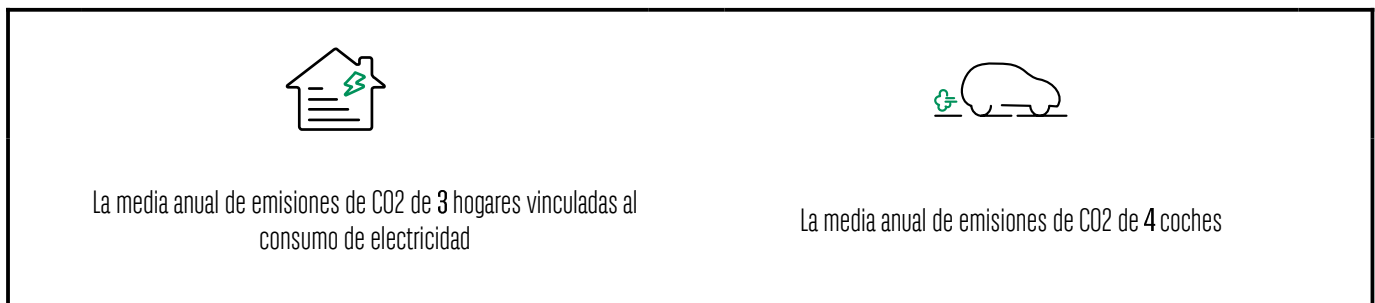 La media anual de emisiones de CO2 de 3 hogares vinculadas al
consumo de electricidad
La media anual de emisiones de CO2 de 4 coches